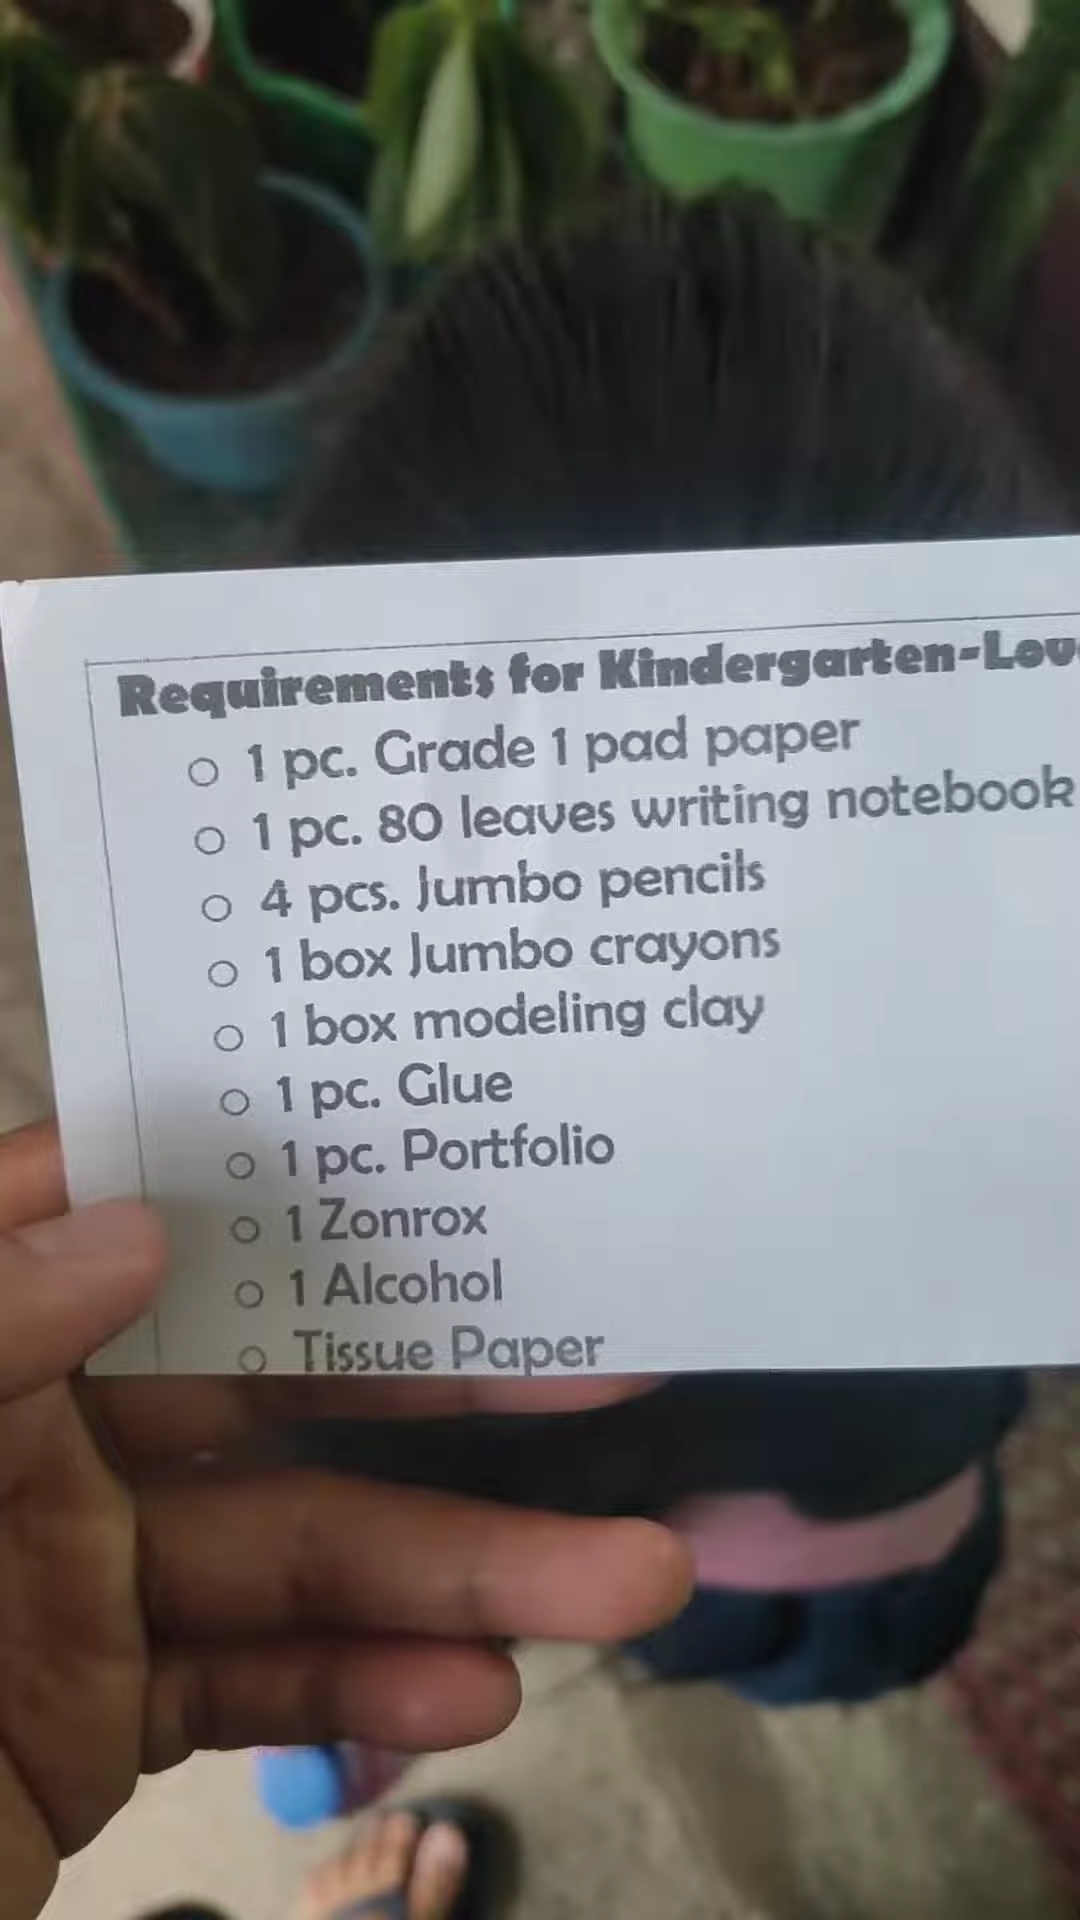 Requirements for Kindergarten-Lov
○ 1 pc. Grade 1 pad paper
○ 1 pc. 80 leaves writing notebook
○ 4 pcs. Jumbo pencils
○ 1 box Jumbo crayons
○ 1 box modeling clay
○ 1 pc. Glue
○ 1 pc. Portfolio
○ 1 Zonrox
○ 1 Alcohol
○ Tissue Paper